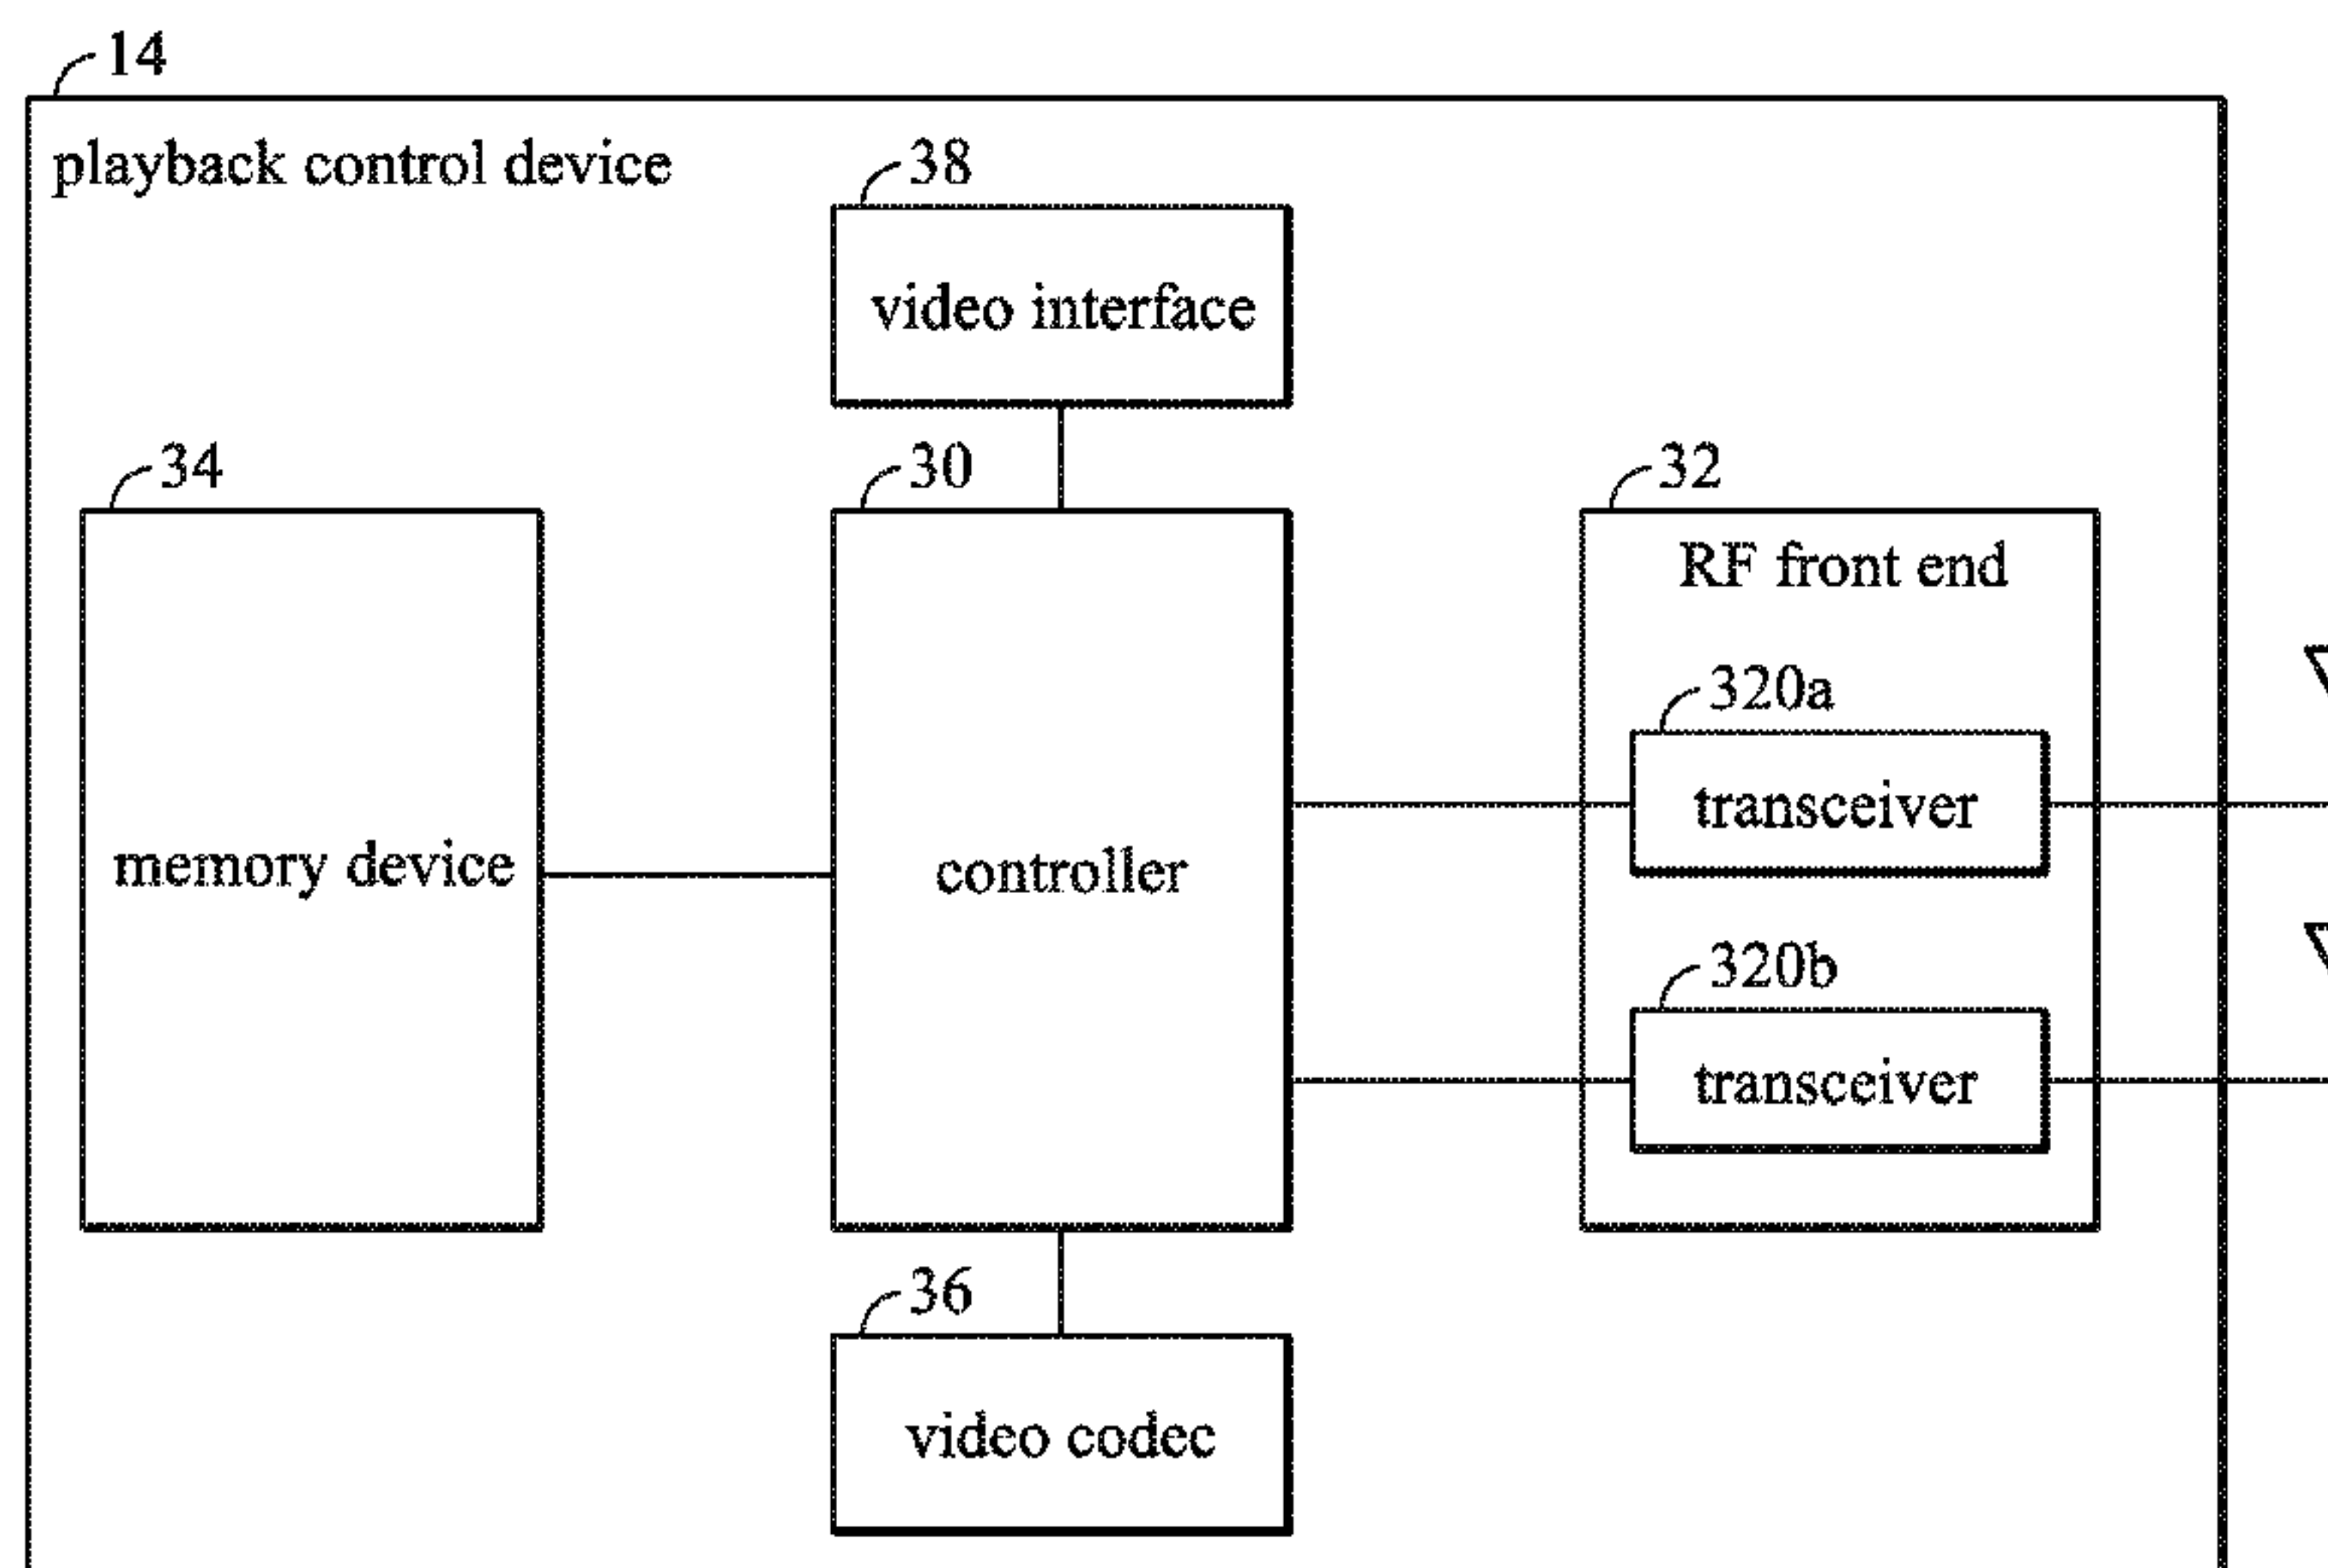 14
playback control device
38
video interface
34
30
32
RF front end
320a
transceiver
memory device
controller
320b
transceiver
36
video codec